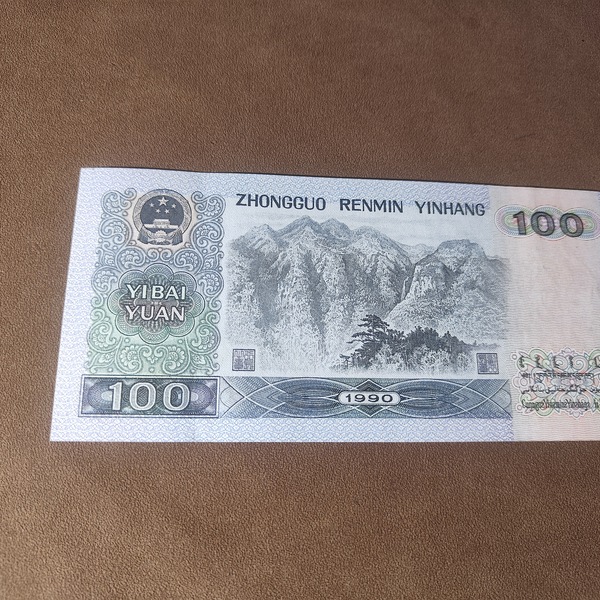 ZHONGGUO RENMIN YINHANG
100
YIBAI
YUAN
100
1990